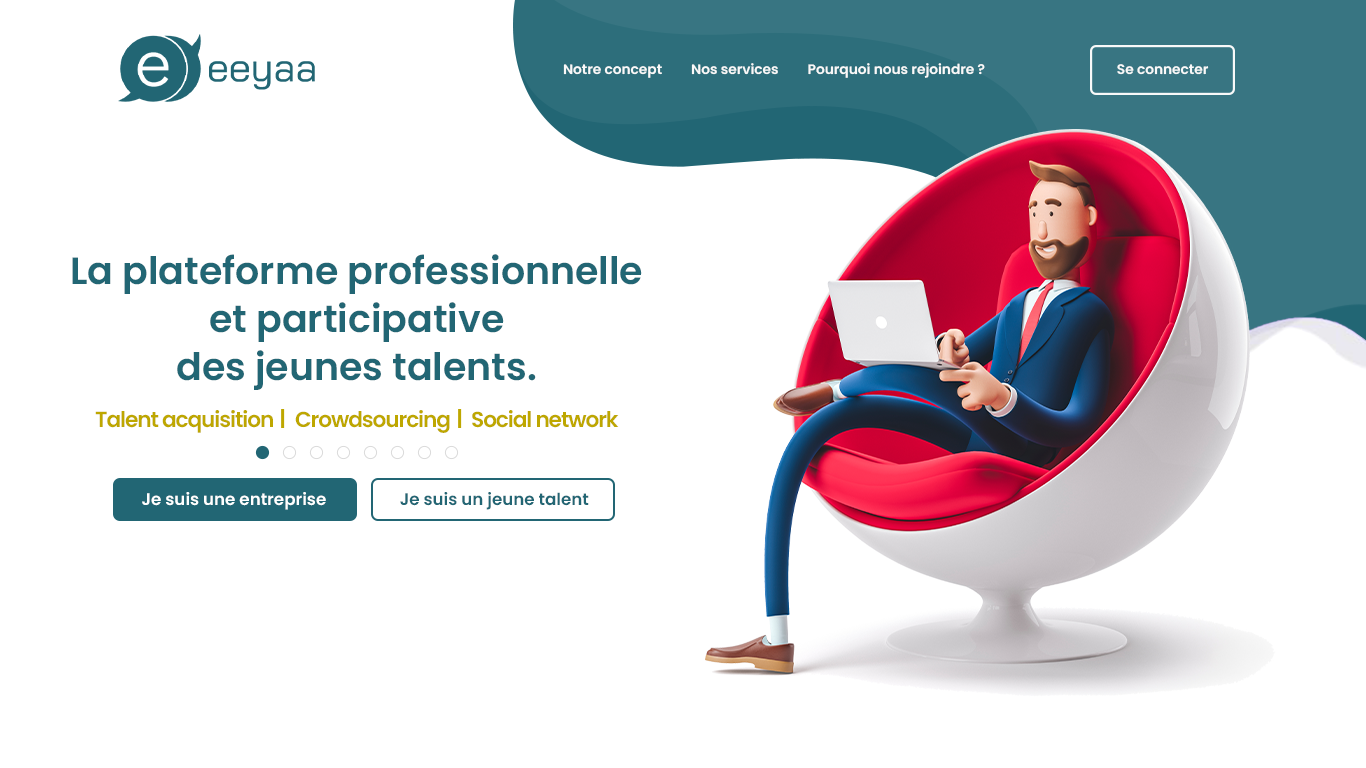 e eeyaa
Notre concept
Nos services
Pourquoi nous rejoindre ?
Se connecter
La plateforme professionnelle
et participative
des jeunes talents.
Talent acquisition | Crowdsourcing | Social network
Je suis une entreprise
Je suis un jeune talent